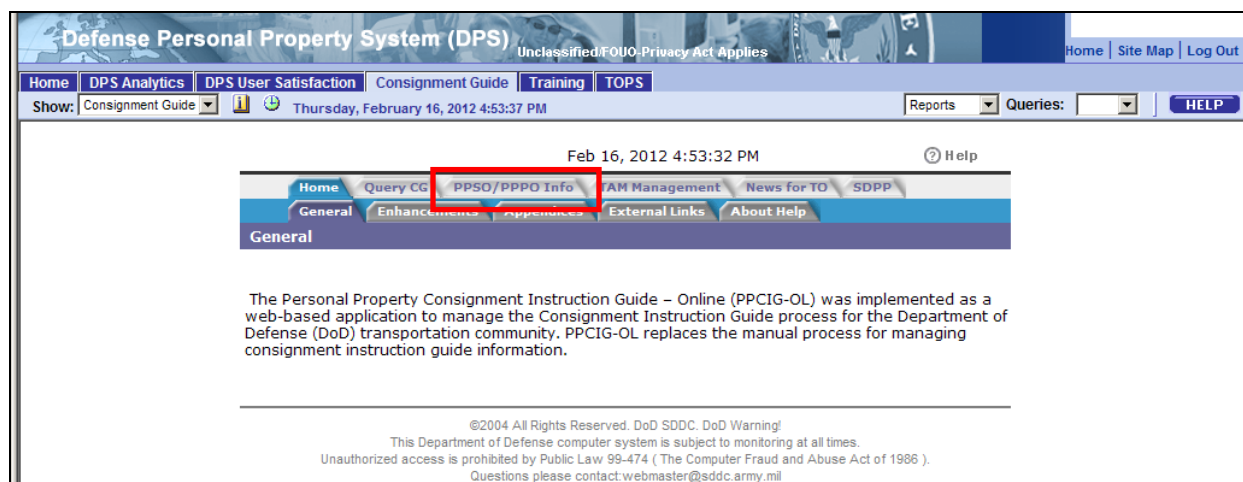 Defense Personal Property System (DPS) Unclassified/FOUO-Privacy Act Applies
Home | Site Map | Log Out
Home DPS Analytics DPS User Satisfaction Consignment Guide Training TOPS
Show: Consignment Guide Thursday, February 16, 2012 4:53:37 PM Reports Queries: HELP
Feb 16, 2012 4:53:32 PM Help
Home Query CG PPSO/PPPO Info TAM Management News for TO SDPP
General Enhancements Appendices External Links About Help
General
The Personal Property Consignment Instruction Guide – Online (PPCIG-OL) was implemented as a
web-based application to manage the Consignment Instruction Guide process for the Department of
Defense (DoD) transportation community. PPCIG-OL replaces the manual process for managing
consignment instruction guide information.
©2004 All Rights Reserved. DoD SDDC. DoD Warning!
This Department of Defense computer system is subject to monitoring at all times.
Unauthorized access is prohibited by Public Law 99-474 ( The Computer Fraud and Abuse Act of 1986 ).
Questions please contact:webmaster@sddc.army.mil